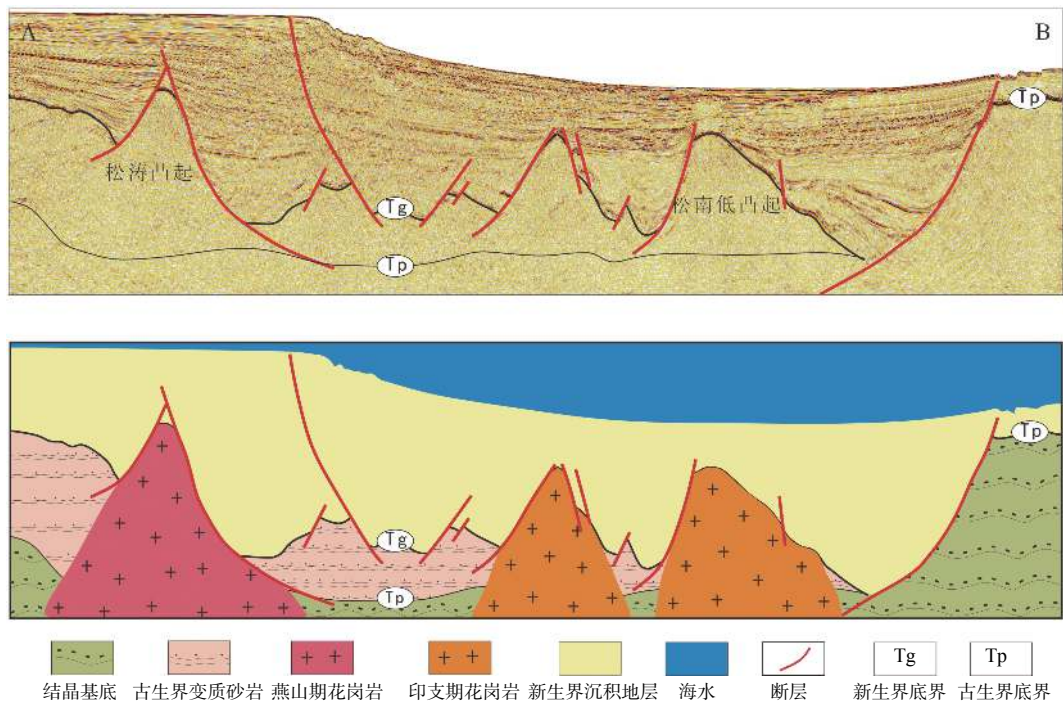 A
B
Tp
松涛凸起
松南低凸起
Tg
Tp
Tp
Tg
Tp
Tg
Tp
结晶基底
古生界变质砂岩
燕山期花岗岩
印支期花岗岩
新生界沉积地层
海水
断层
新生界底界
古生界底界